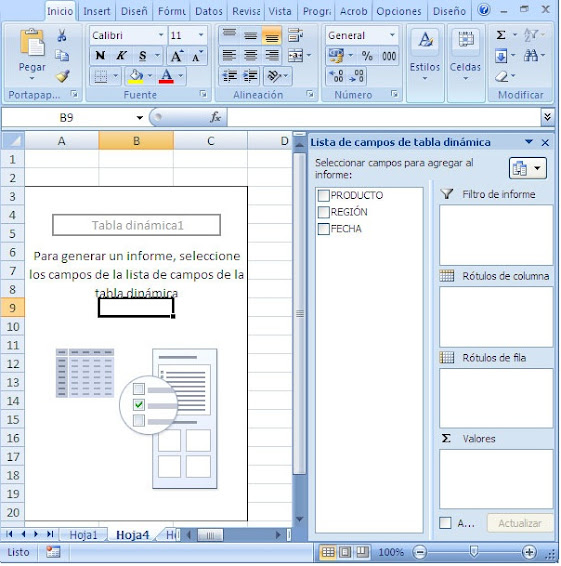 Inicio Insert Diseñ Fórmu Datos Revisa Vista Progr Acrob Opciones Diseño
Calibri 11 General
Pegar N K S A A % 000 Estilos Celdas Σ
Portapap... Fuente Alineación Número Modificar
B9 fx
A B C D
Lista de campos de tabla dinámica
Seleccionar campos para agregar al
informe:
PRODUCTO
REGIÓN
FECHA
Filtro de informe
Rótulos de columna
Rótulos de fila
Σ Valores
A... Actualizar
1
2
3
4
5
6
7
8
9
10
11
12
13
14
15
16
17
18
19
20
Tabla dinámica1
Para generar un informe, seleccione
los campos de la lista de campos de la
tabla dinámica
Hoja1 Hoja4
Listo 100%